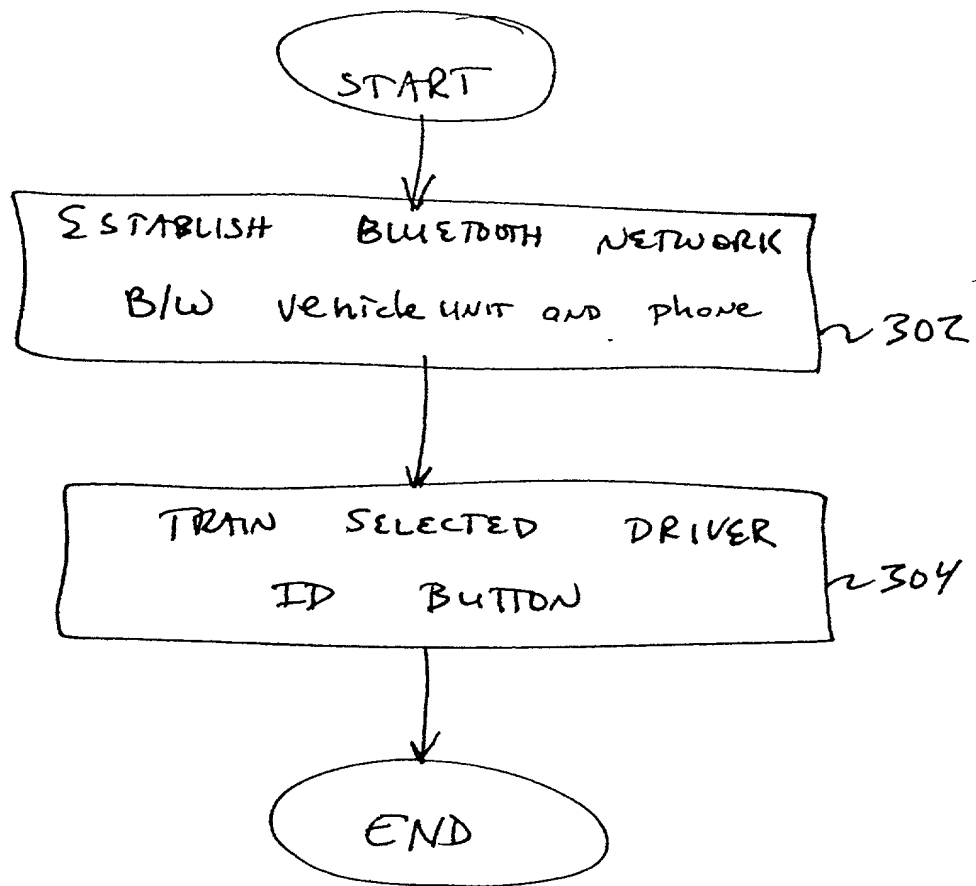 START
ESTABLISH BLUETOOTH NETWORK
B/W vehicle UNIT AND phone
302
TRAIN SELECTED DRIVER
ID BUTTON
304
END